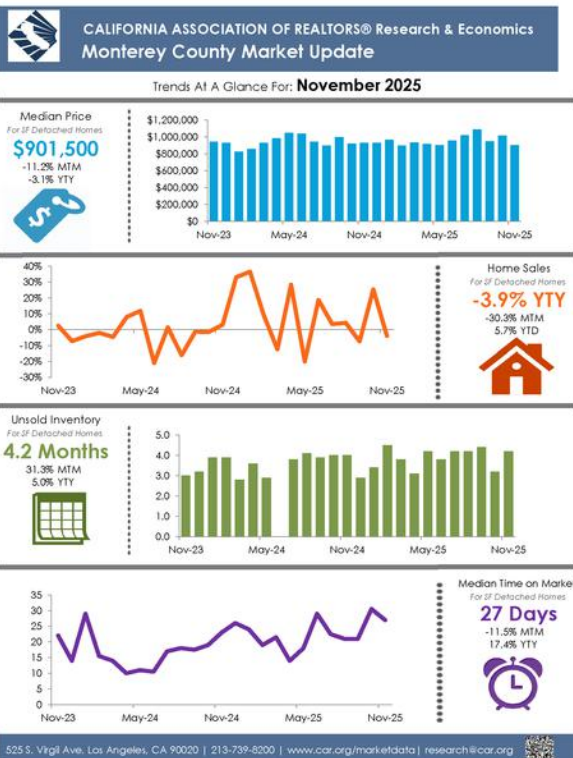 CALIFORNIA ASSOCIATION OF REALTORS® Research & Economics
Monterey County Market Update
Trends At A Glance For: November 2025
Median Price
For SF Detached Homes
$901,500
-11.2% MTM
-3.1% YTY
$
$1,200,000
$1,000,000
$800,000
$600,000
$400,000
$200,000
$0
Nov-23 May-24 Nov-24 May-25 Nov-25
40%
30%
20%
10%
0%
-10%
-20%
-30%
Nov-23 May-24 Nov-24 May-25 Nov-25
Home Sales
For SF Detached Homes
-3.9% YTY
-30.3% MTM
5.7% YTD
Unsold Inventory
For SF Detached Homes
4.2 Months
31.3% MTM
5.0% YTY
5.0
4.0
3.0
2.0
1.0
0.0
Nov-23 May-24 Nov-24 May-25 Nov-25
35
30
25
20
15
10
5
0
Nov-23 May-24 Nov-24 May-25 Nov-25
Median Time on Marke
For SF Detached Homes
27 Days
-11.5% MTM
17.4% YTY
525 S. Virgil Ave. Los Angeles, CA 90020 | 213-739-8200 | www.car.org/marketdata | research@car.org